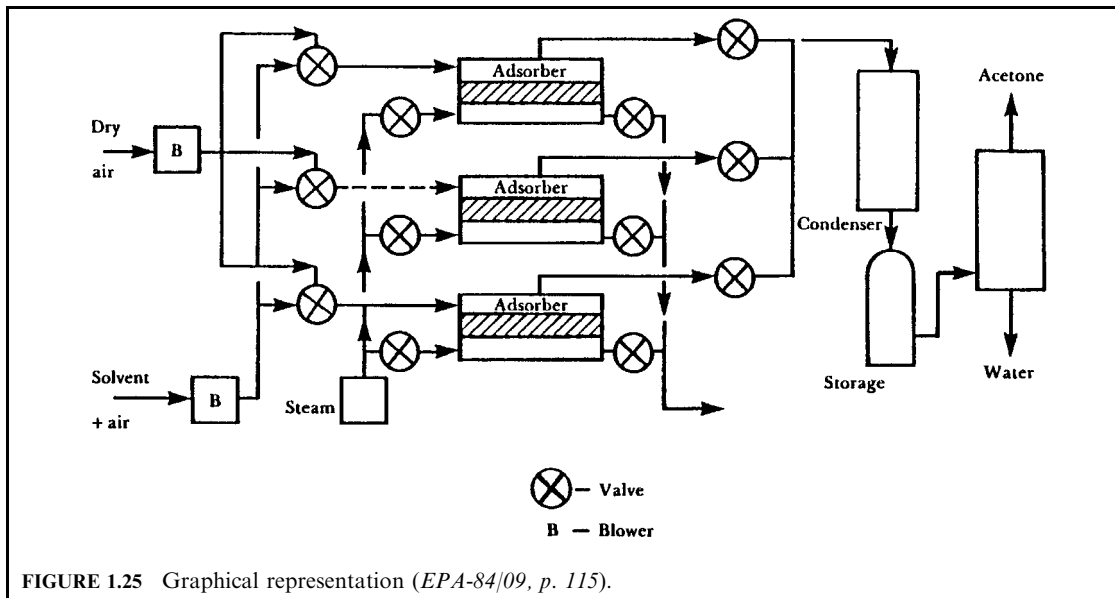 Adsorber
Acetone
Dry
air
B
Adsorber
Condenser
Adsorber
Solvent
+ air
B
Steam
Storage
Water
– Valve
B – Blower
FIGURE 1.25 Graphical representation (EPA-84/09, p. 115).